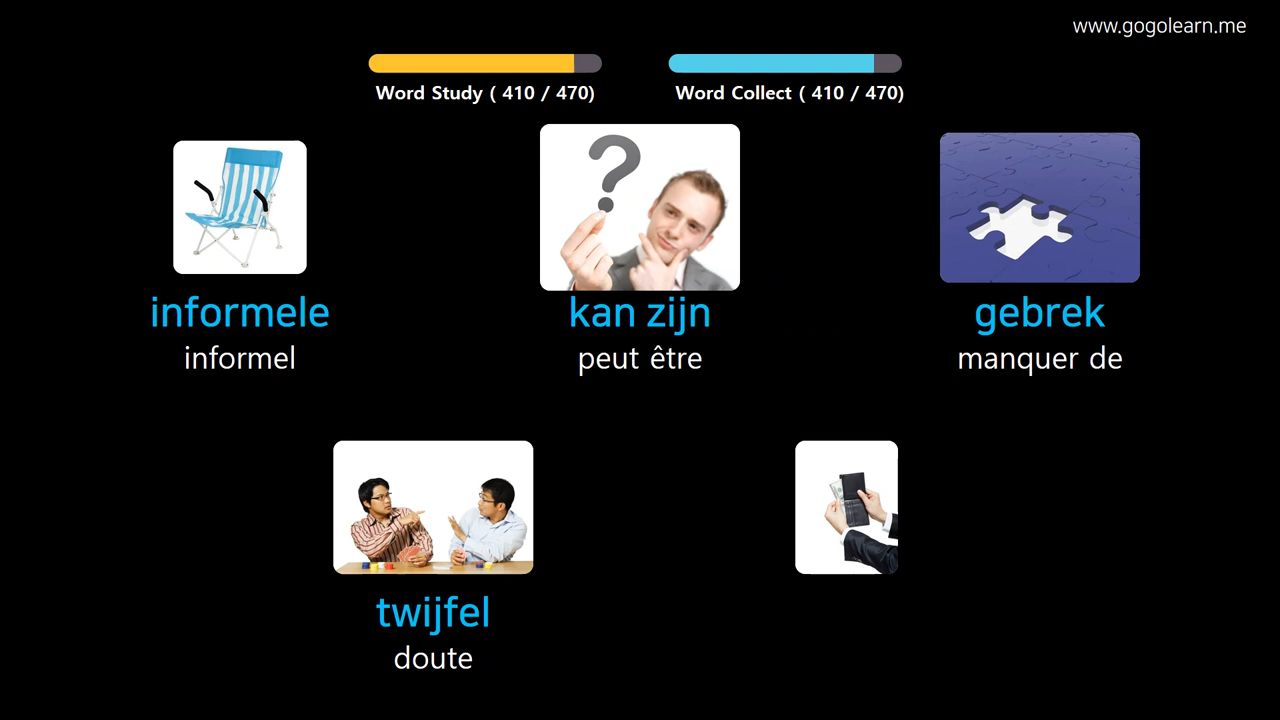 www.gogolearn.me
Word Study ( 410 / 470)
Word Collect ( 410 / 470)
informele
informel
kan zijn
peut être
gebrek
manquer de
twijfel
doute